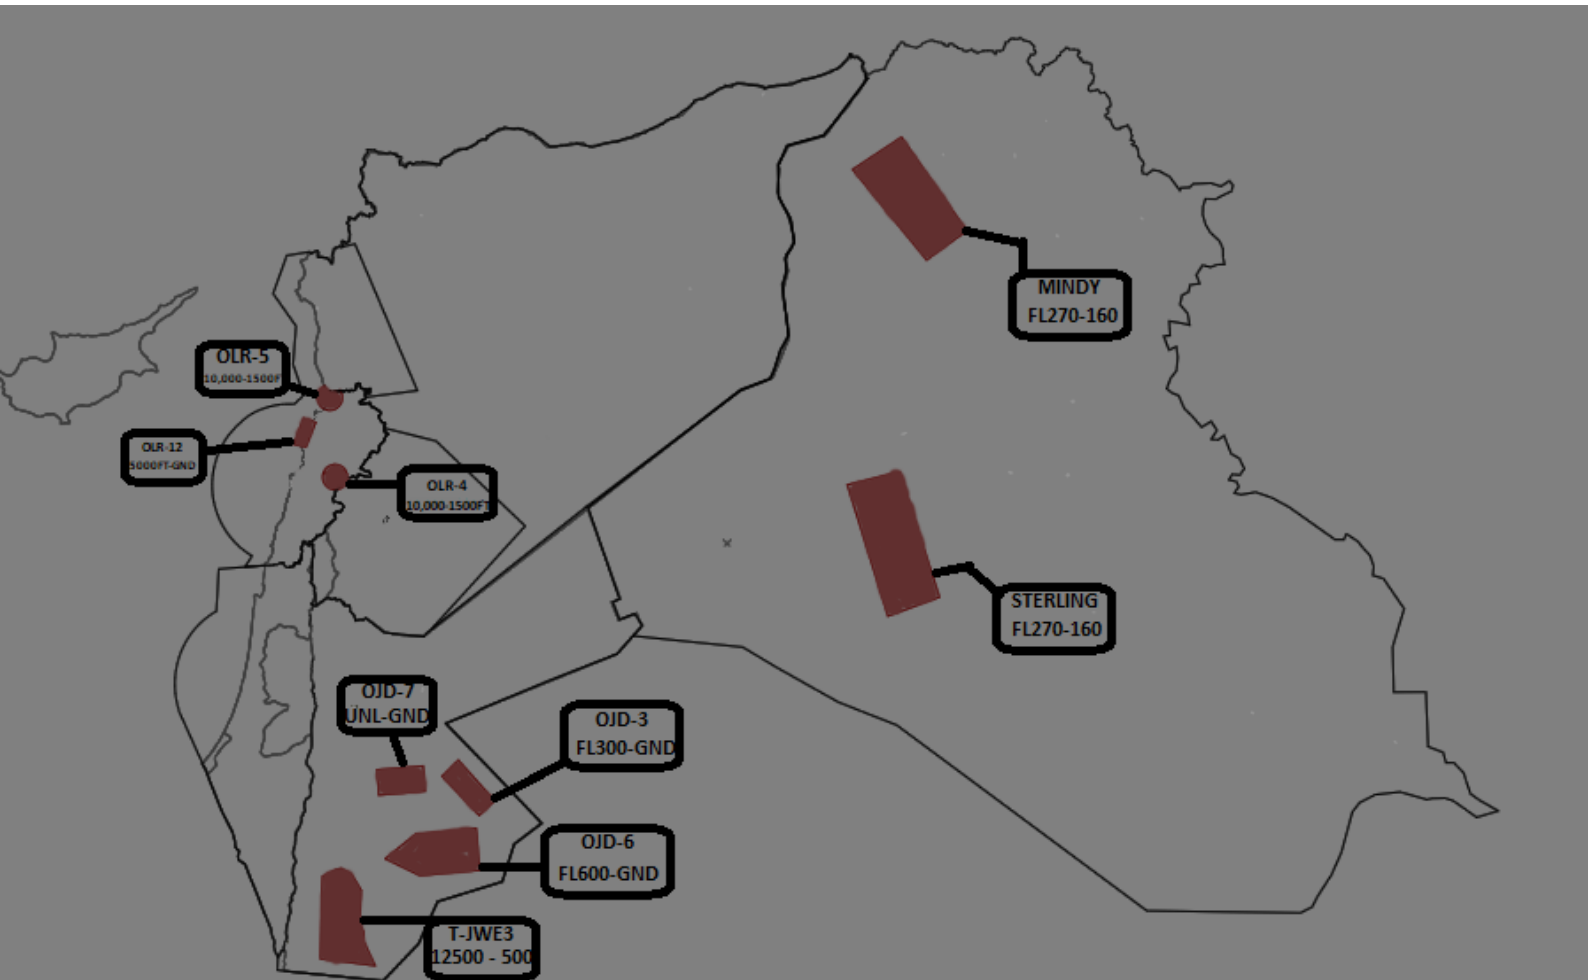 MINDY
FL270-160
OLR-5
10,000-1500F
OLR-12
5000FT-GND
OLR-4
10,000-1500FT
STERLING
FL270-160
OJD-7
UNL-GND
OJD-3
FL300-GND
OJD-6
FL600-GND
T-JWE3
12500 - 500